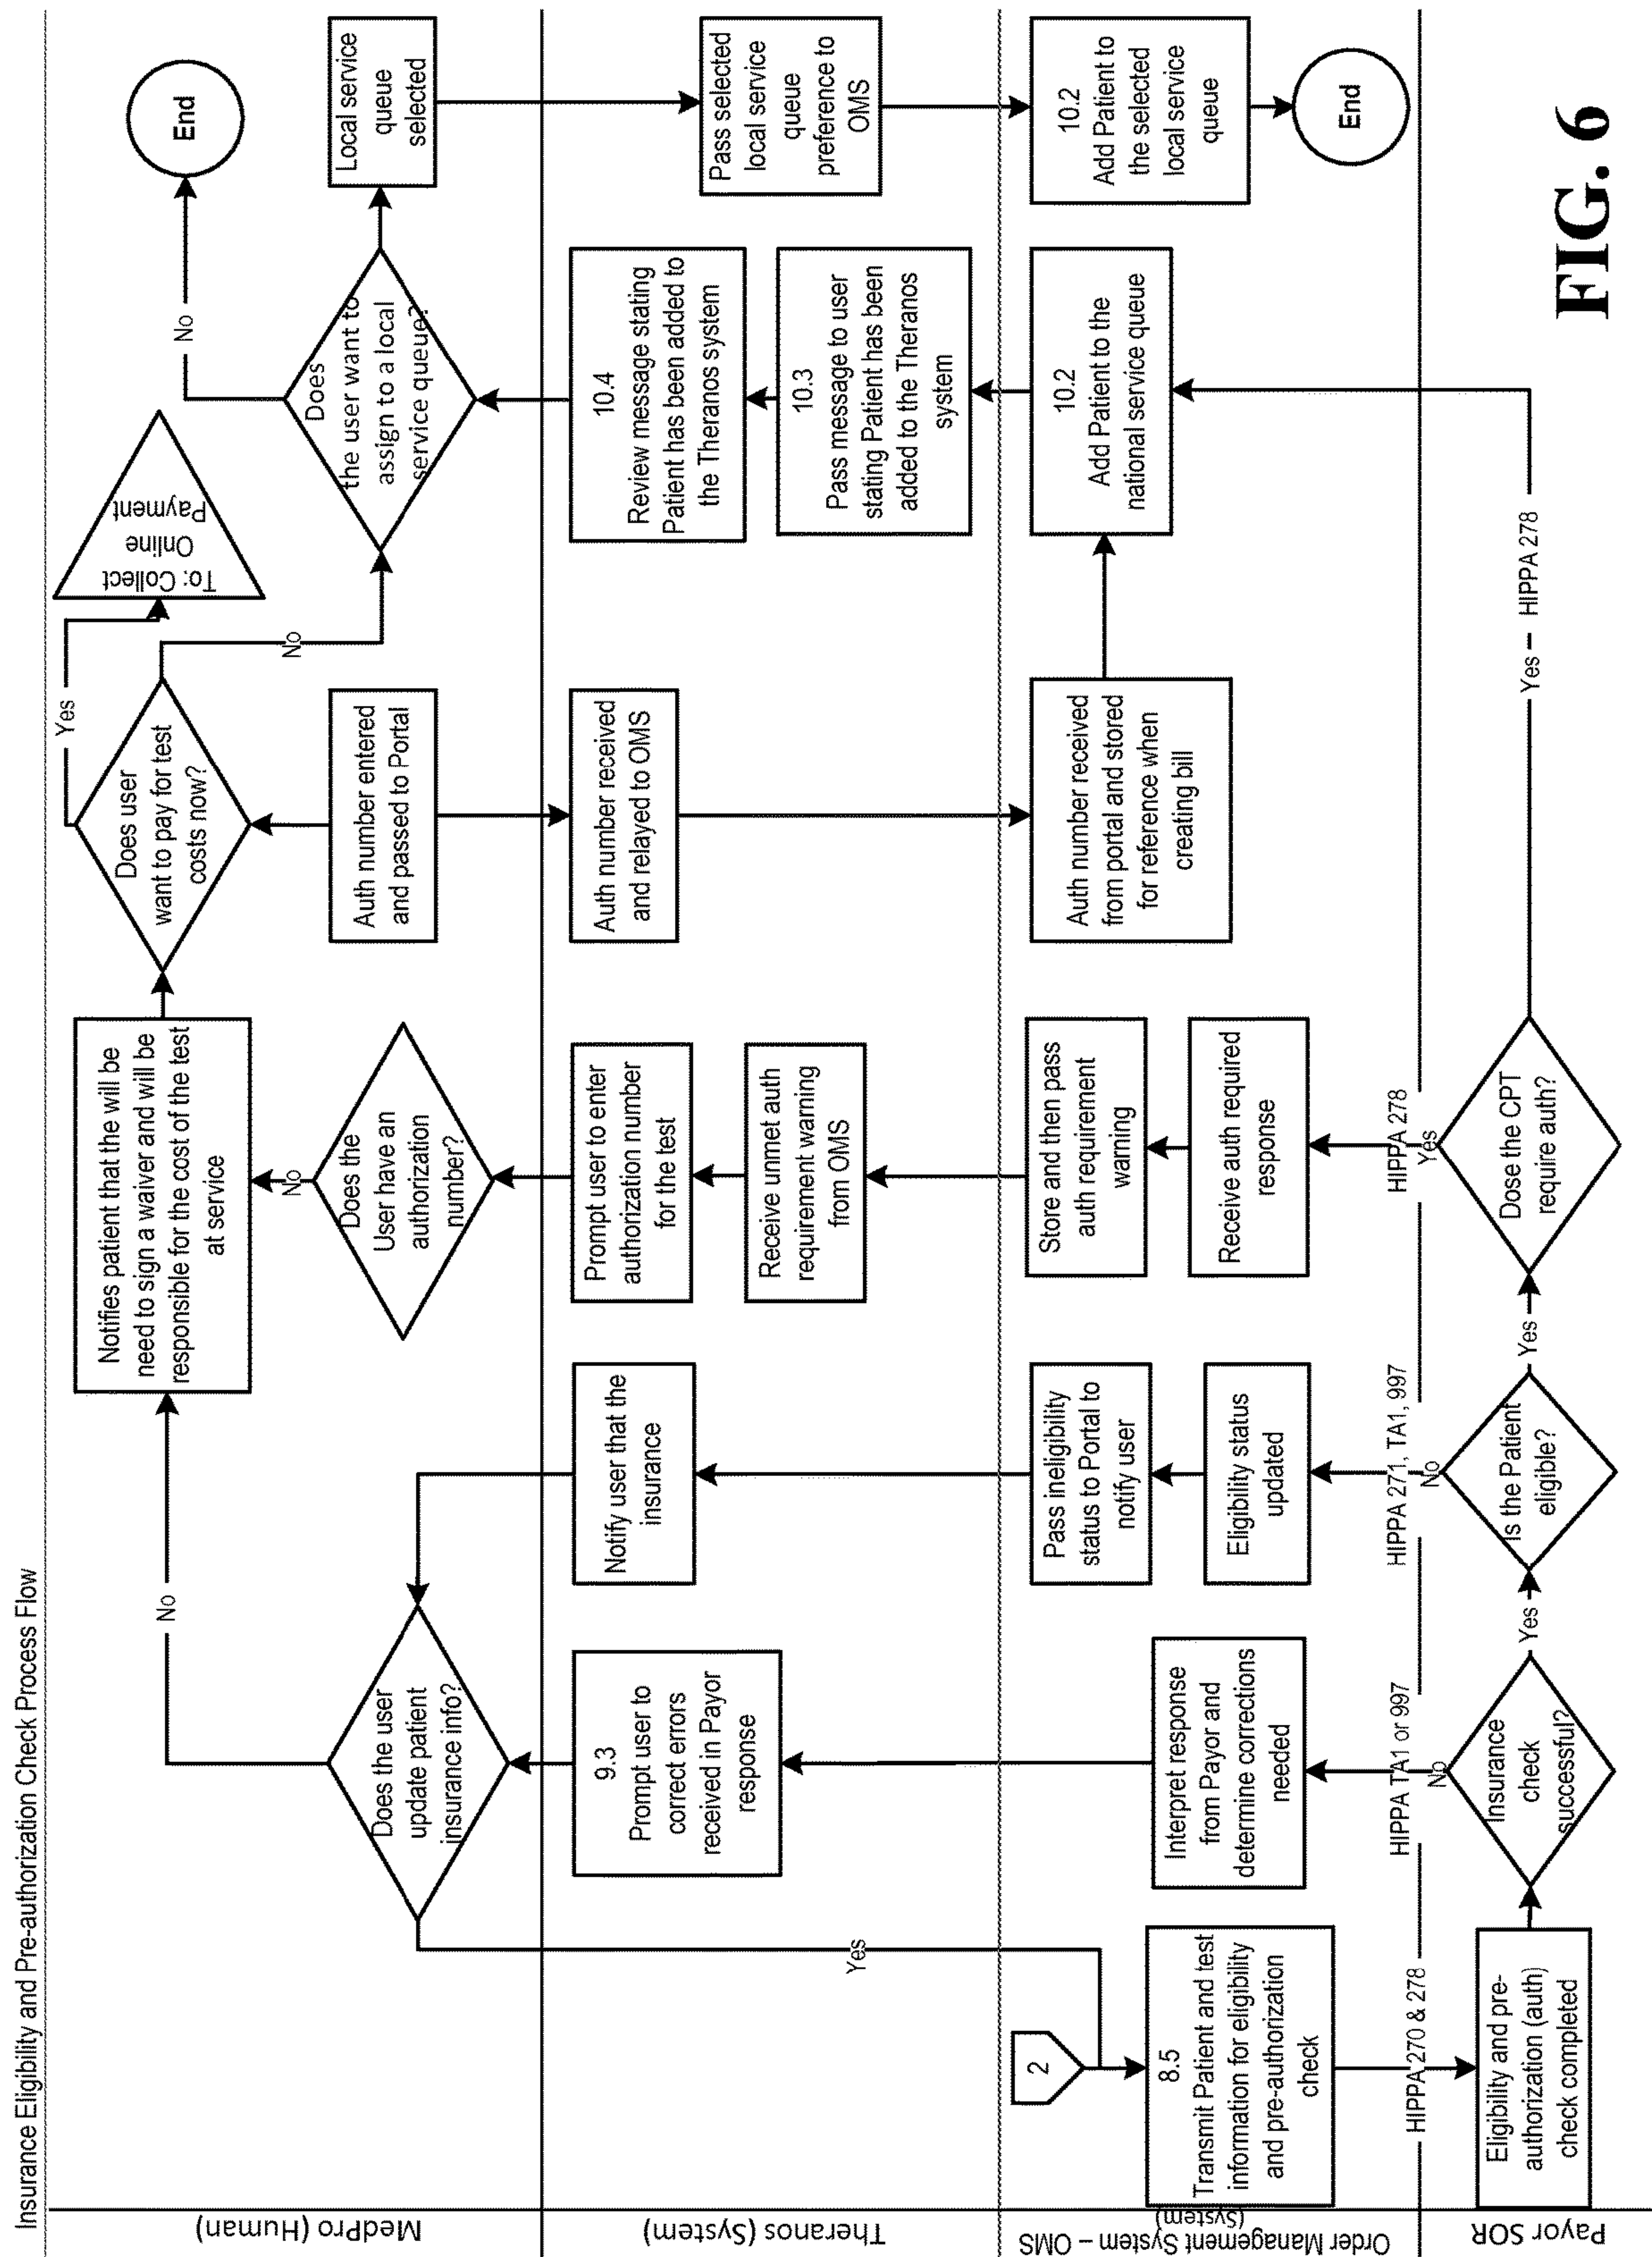 Insurance Eligibility and Pre-authorization Check Process Flow
MedPro (Human)
Does the user
update patient
insurance info?
No
Yes
Notifies patient that the will be
need to sign a waiver and will be
responsible for the cost of the test
at service
Does the
User have an
authorization
number?
No
Does user
want to pay for test
costs now?
Yes
No
Auth number entered
and passed to Portal
To: Collect
Online
Payment
Does
the user want to
assign to a local
service queue?
No
End
Local service
queue
selected
Theranos (System)
9.3
Prompt user to
correct errors
received in Payor
response
Notify user that the
insurance
Prompt user to enter
authorization number
for the test
Receive unmet auth
requirement warning
from OMS
Auth number received
and relayed to OMS
10.4
Review message stating
Patient has been added to
the Theranos system
10.3
Pass message to user
stating Patient has been
added to the Theranos
system
Pass selected
local service
queue
preference to
OMS
Order Management System – OMS
(System)
2
8.5
Transmit Patient and test
information for eligibility
and pre-authorization
check
HIPPA 270 & 278
Interpret response
from Payor and
determine corrections
needed
HIPPA TA1 or 997
Pass ineligibility
status to Portal to
notify user
Eligibility status
updated
HIPPA 271, TA1, 997
Store and then pass
auth requirement
warning
Receive auth required
response
HIPPA 278
Auth number received
from portal and stored
for reference when
creating bill
10.2
Add Patient to the
national service queue
10.2
Add Patient to
the selected
local service
queue
End
Payor SOR
Eligibility and pre-
authorization (auth)
check completed
Insurance
check
successful?
No
Yes
Is the Patient
eligible?
No
Yes
Dose the CPT
require auth?
Yes
Yes
HIPPA 278
FIG. 6